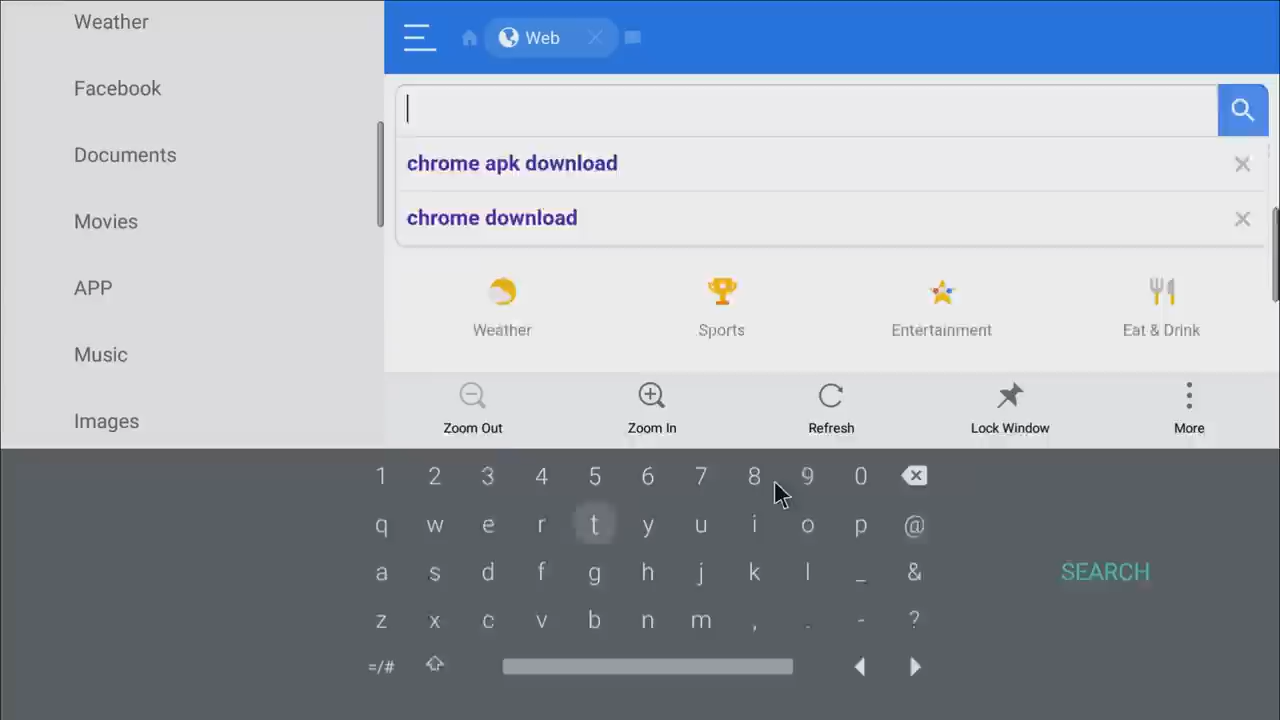 Weather
Facebook
Documents
Movies
APP
Music
Images
Web
chrome apk download
chrome download
Weather
Sports
Entertainment
Eat & Drink
Zoom Out
Zoom In
Refresh
Lock Window
More
1 2 3 4 5 6 7 8 9 0
q w e r t y u i o p @
a s d f g h j k l _ &
z x c v b n m , . - ?
=/#
SEARCH